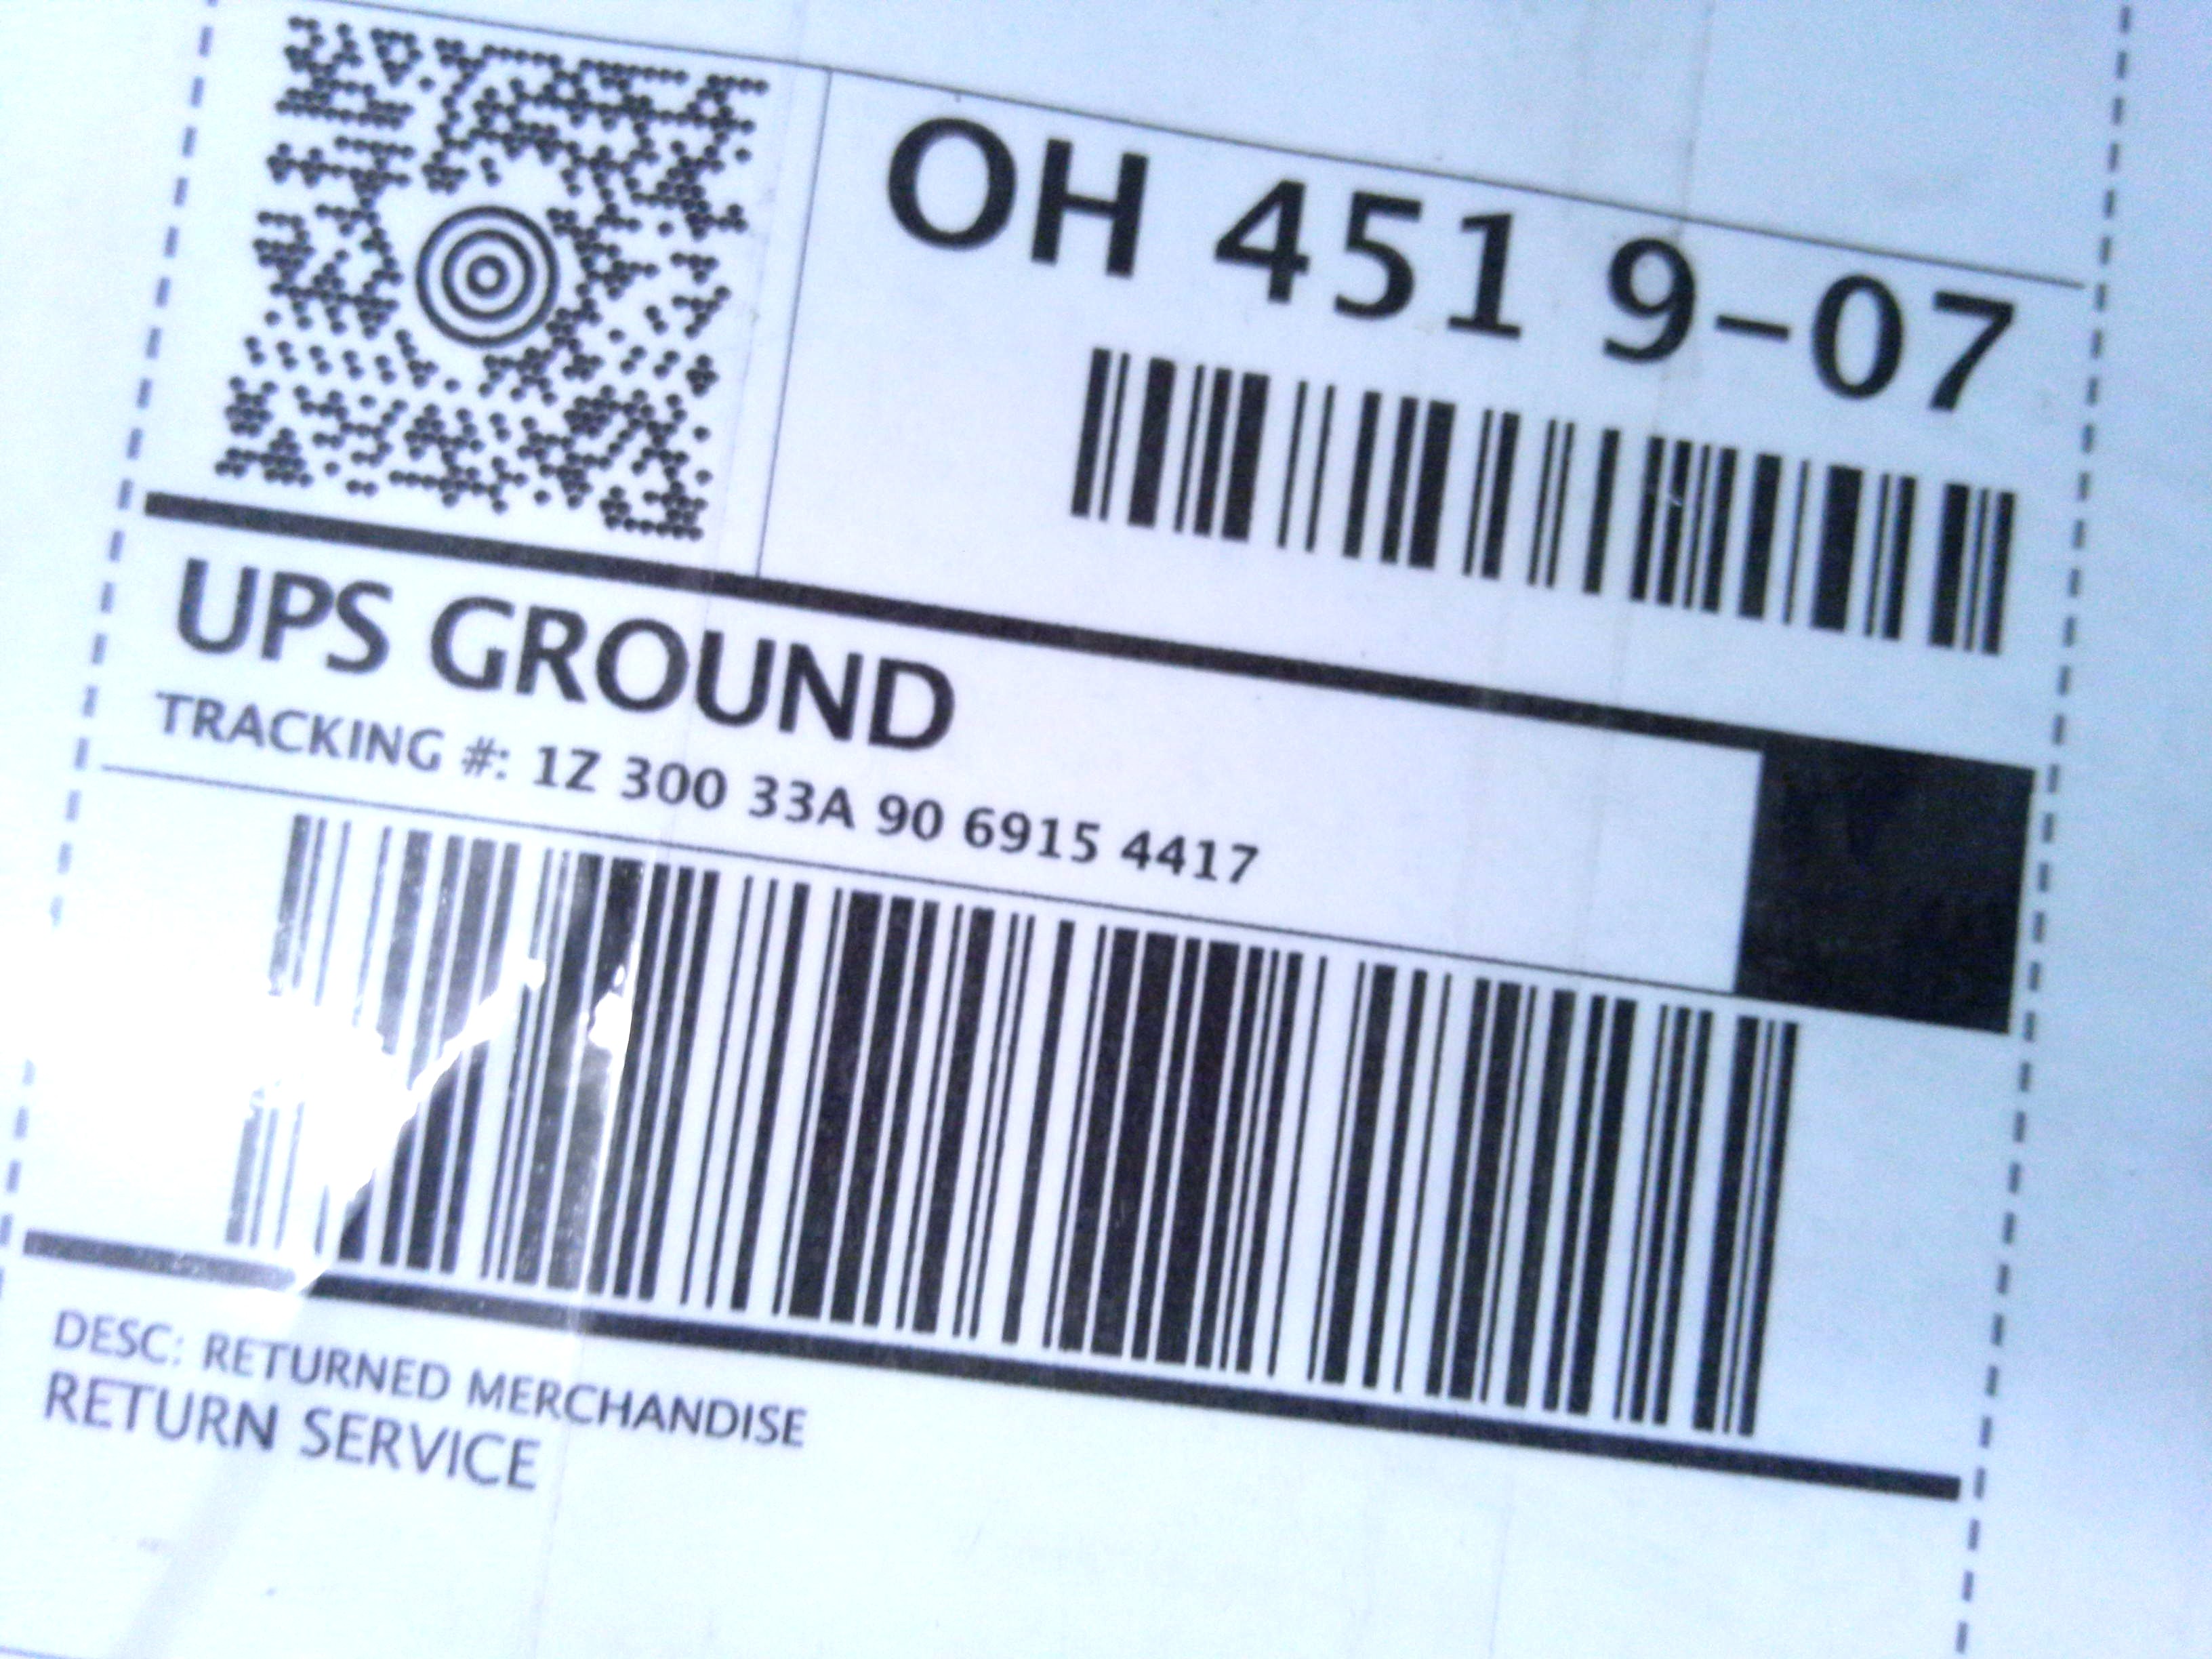 OH 451 9-07
UPS GROUND
TRACKING #: 1Z 300 33A 90 6915 4417
DESC: RETURNED MERCHANDISE
RETURN SERVICE